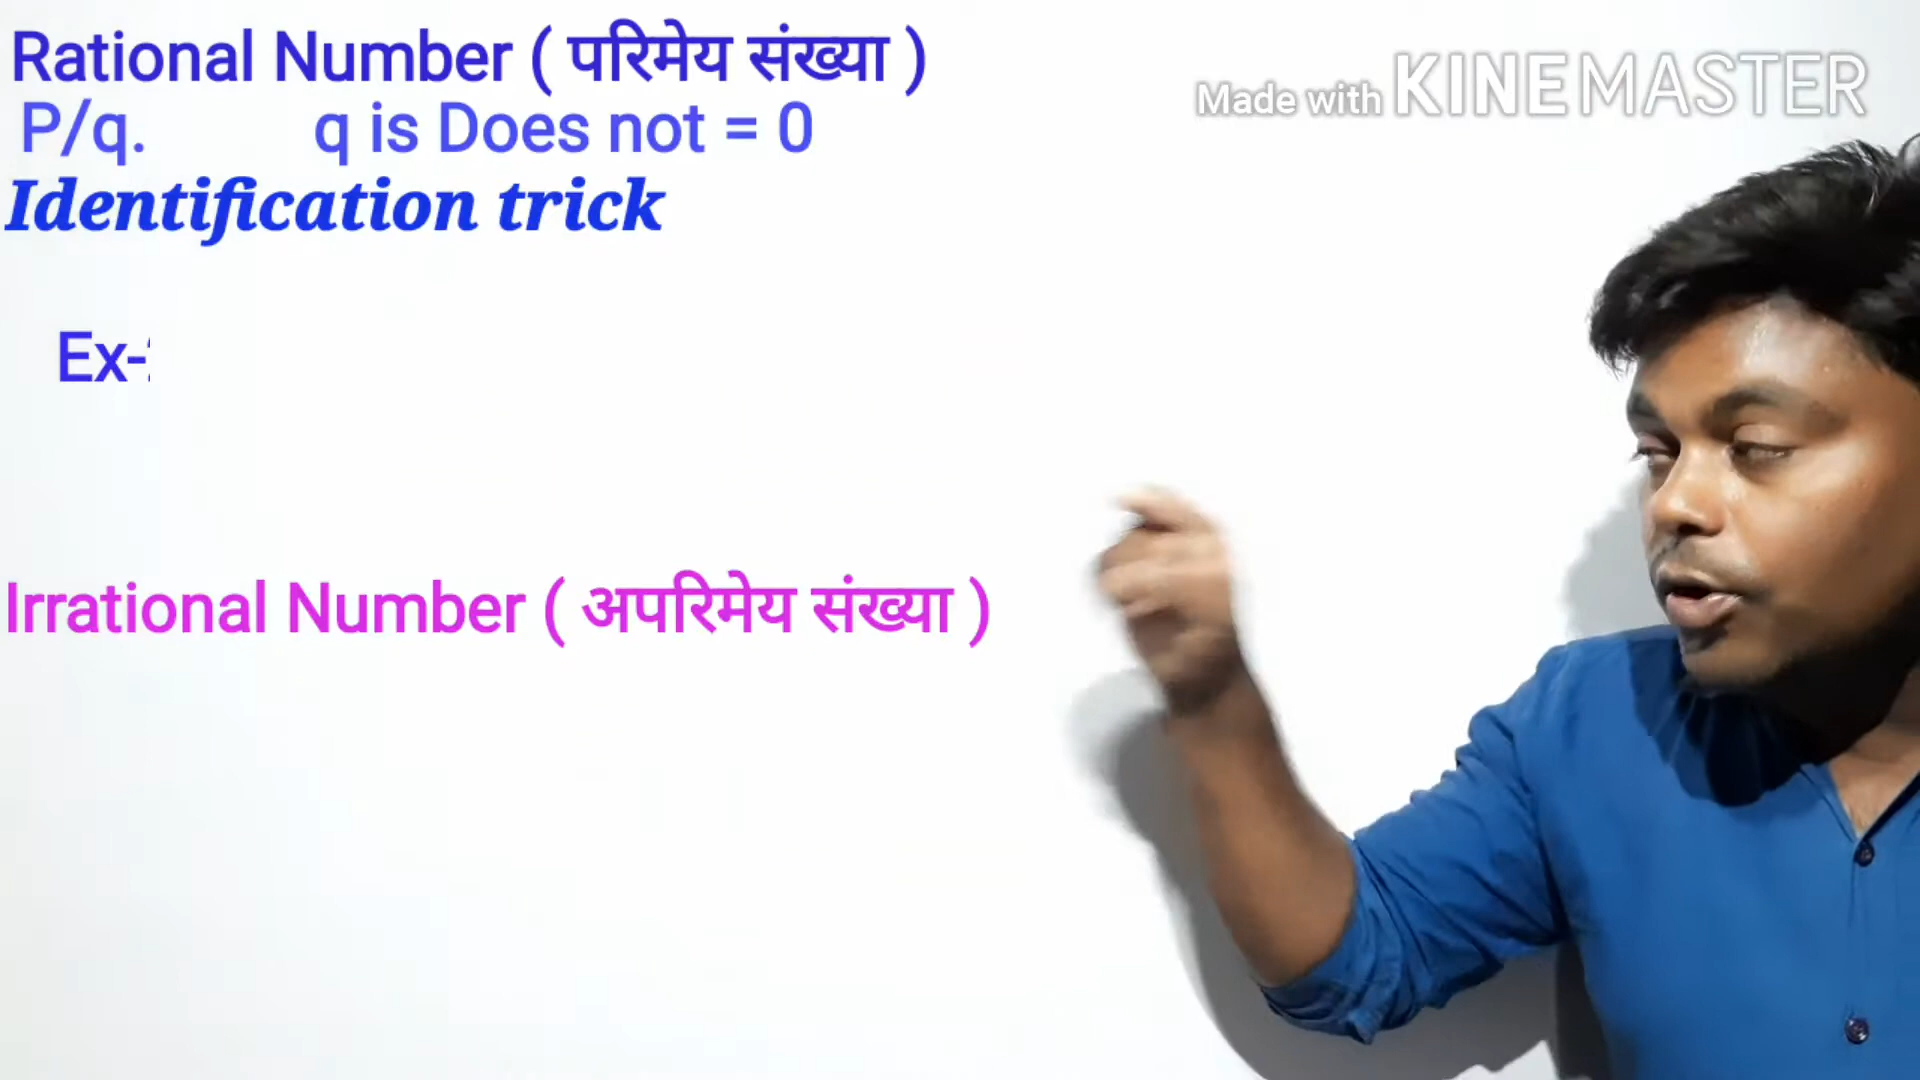 Rational Number ( परिमेय संख्या )
Made with KINEMASTER
P/q. q is Does not = 0
Identification trick
Ex-
Irrational Number ( अपरिमेय संख्या )